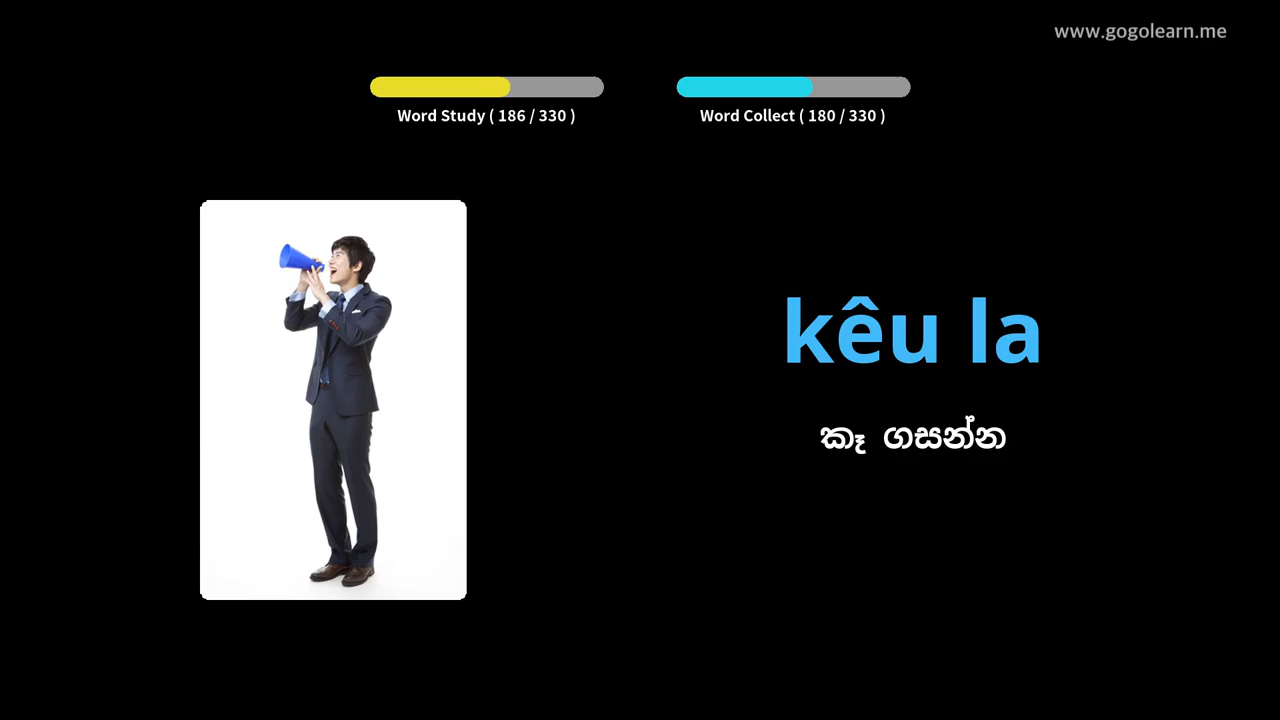 www.gogolearn.me
Word Study ( 186 / 330 )
Word Collect ( 180 / 330 )
kêu la
කෑ ගසන්න